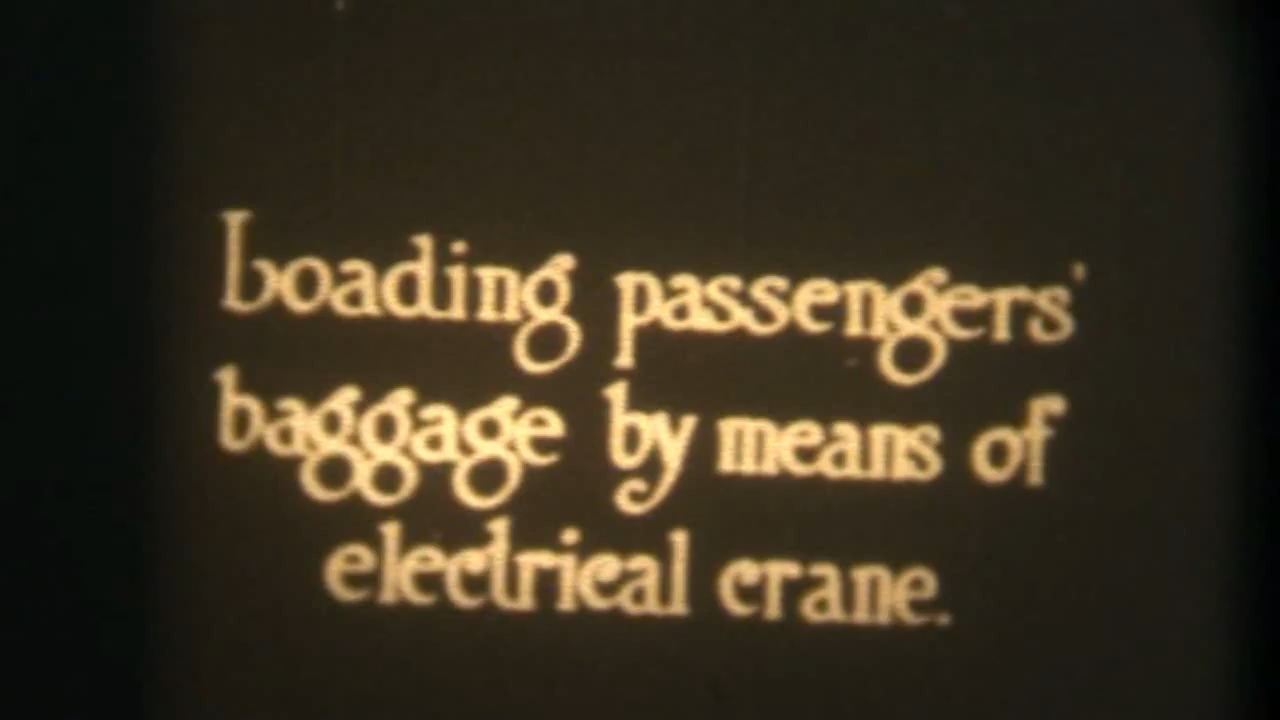 Loading passengers'
baggage by means of
electrical crane.